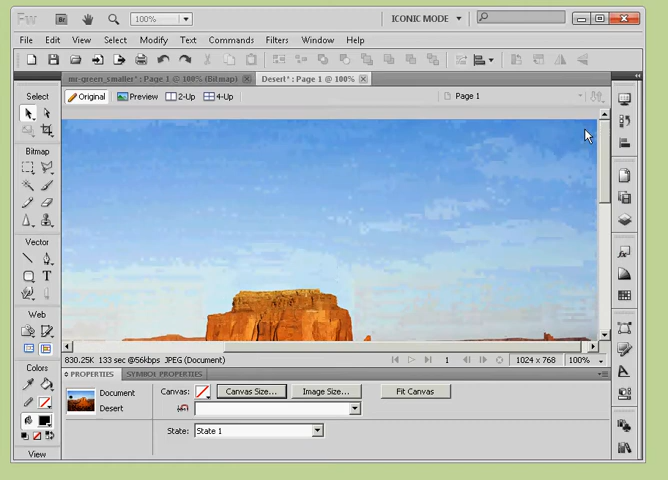 Fw Br 100% ICONIC MODE
File Edit View Select Modify Text Commands Filters Window Help
mr-green_smaller* : Page 1 @ 100% (Bitmap) Desert* : Page 1 @ 100%
Select Original Preview 2-Up 4-Up Page 1
Bitmap
Vector
Web
830.25K 133 sec @56kbps JPEG (Document) 1 1024 x 768 100%
Colors
PROPERTIES SYMBOL PROPERTIES
Document Canvas: Canvas Size... Image Size... Fit Canvas
Desert
State: State 1
View